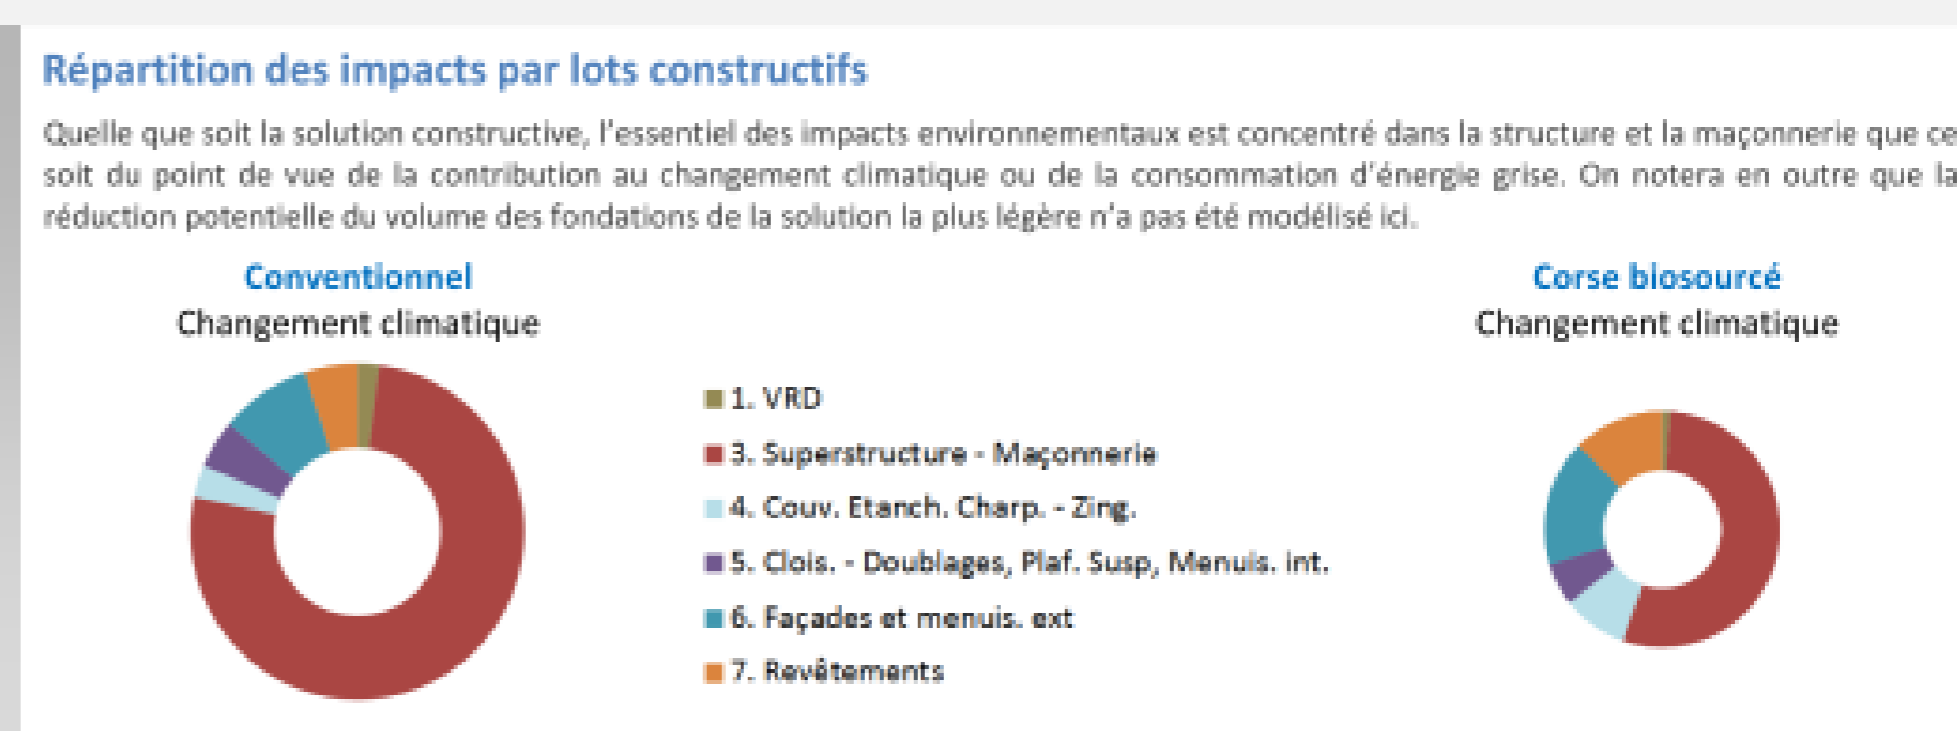 Répartition des impacts par lots constructifs
Quelle que soit la solution constructive, l'essentiel des impacts environnementaux est concentré dans la structure et la maçonnerie que ce
soit du point de vue de la contribution au changement climatique ou de la consommation d'énergie grise. On notera en outre que la
réduction potentielle du volume des fondations de la solution la plus légère n'a pas été modélisé ici.
Conventionnel
Changement climatique
1. VRD
3. Superstructure - Maçonnerie
4. Couv. Etanch. Charp. - Zing.
5. Clois. - Doublages, Plaf. Susp, Menuis. int.
6. Façades et menuis. ext
7. Revêtements
Corse biosourcé
Changement climatique